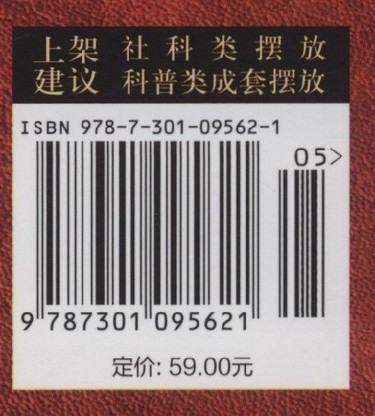 上架 社科类摆放
建议 科普类成套摆放
ISBN 978-7-301-09562-1
05>
9 787301 095621
定价: 59.00元